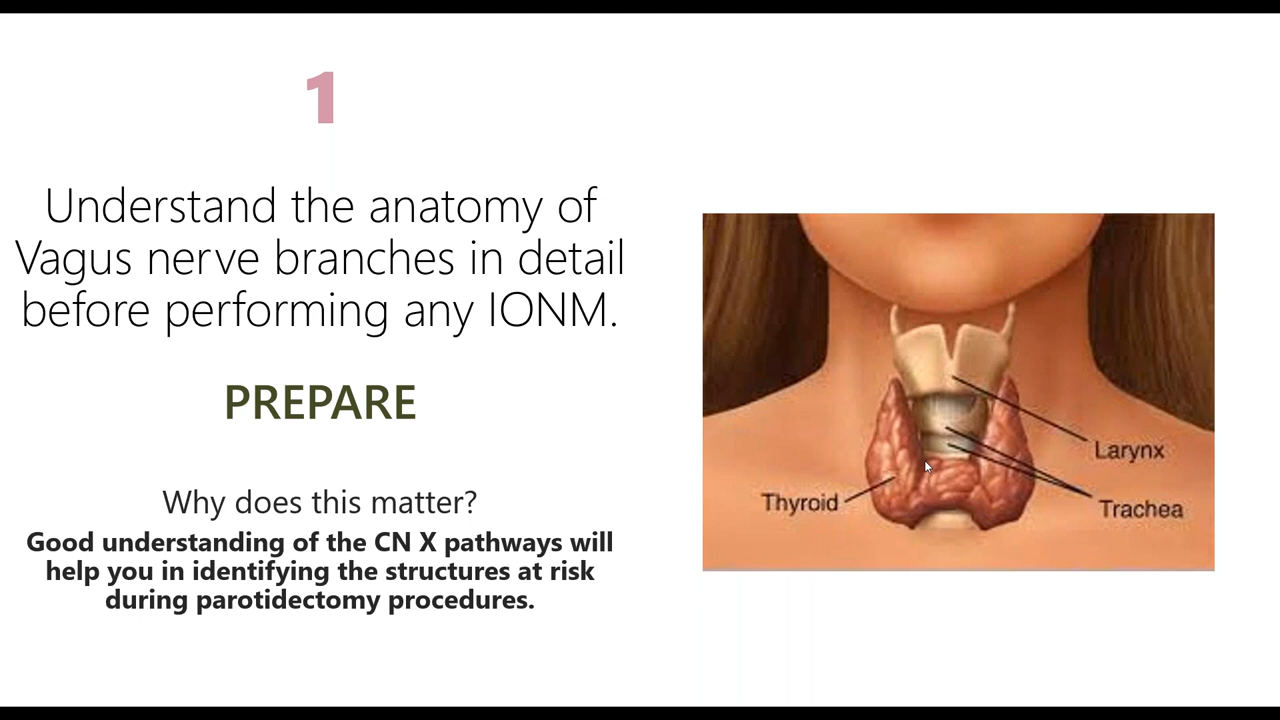 1
Understand the anatomy of
Vagus nerve branches in detail
before performing any IONM.
PREPARE
Why does this matter?
Good understanding of the CN X pathways will
help you in identifying the structures at risk
during parotidectomy procedures.
Larynx
Thyroid
Trachea